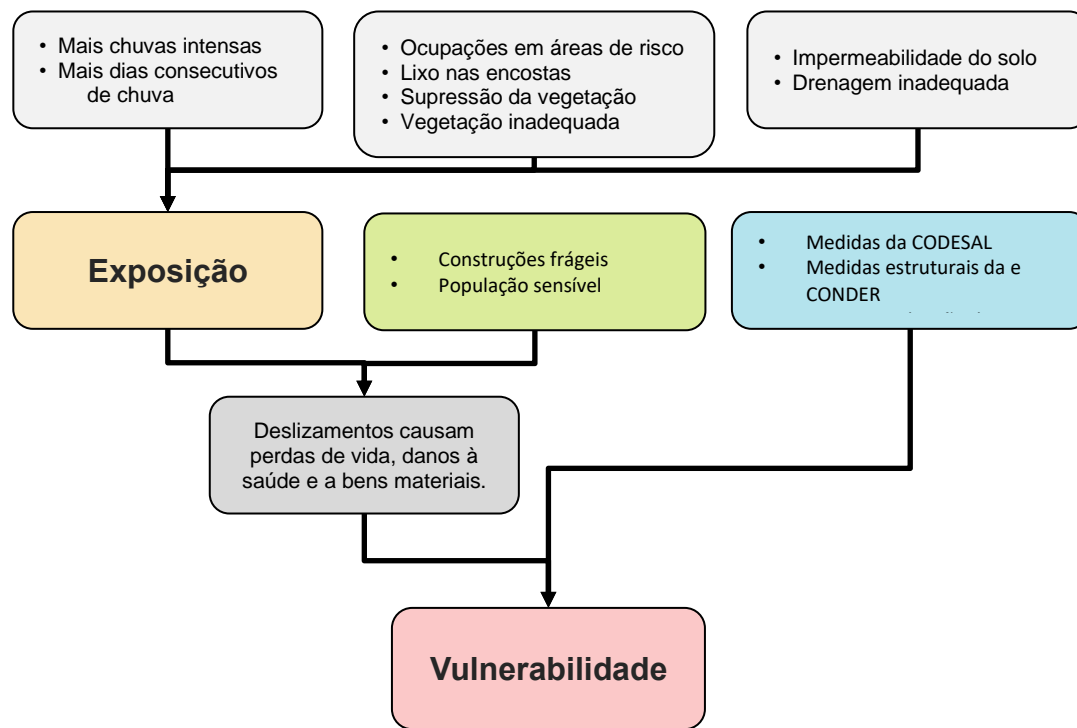 • Mais chuvas intensas
• Mais dias consecutivos
de chuva
• Ocupações em áreas de risco
• Lixo nas encostas
• Supressão da vegetação
• Vegetação inadequada
• Impermeabilidade do solo
• Drenagem inadequada
Exposição
• Construções frágeis
• População sensível
• Medidas da CODESAL
• Medidas estruturais da e
CONDER
Deslizamentos causam
perdas de vida, danos à
saúde e a bens materiais.
Vulnerabilidade